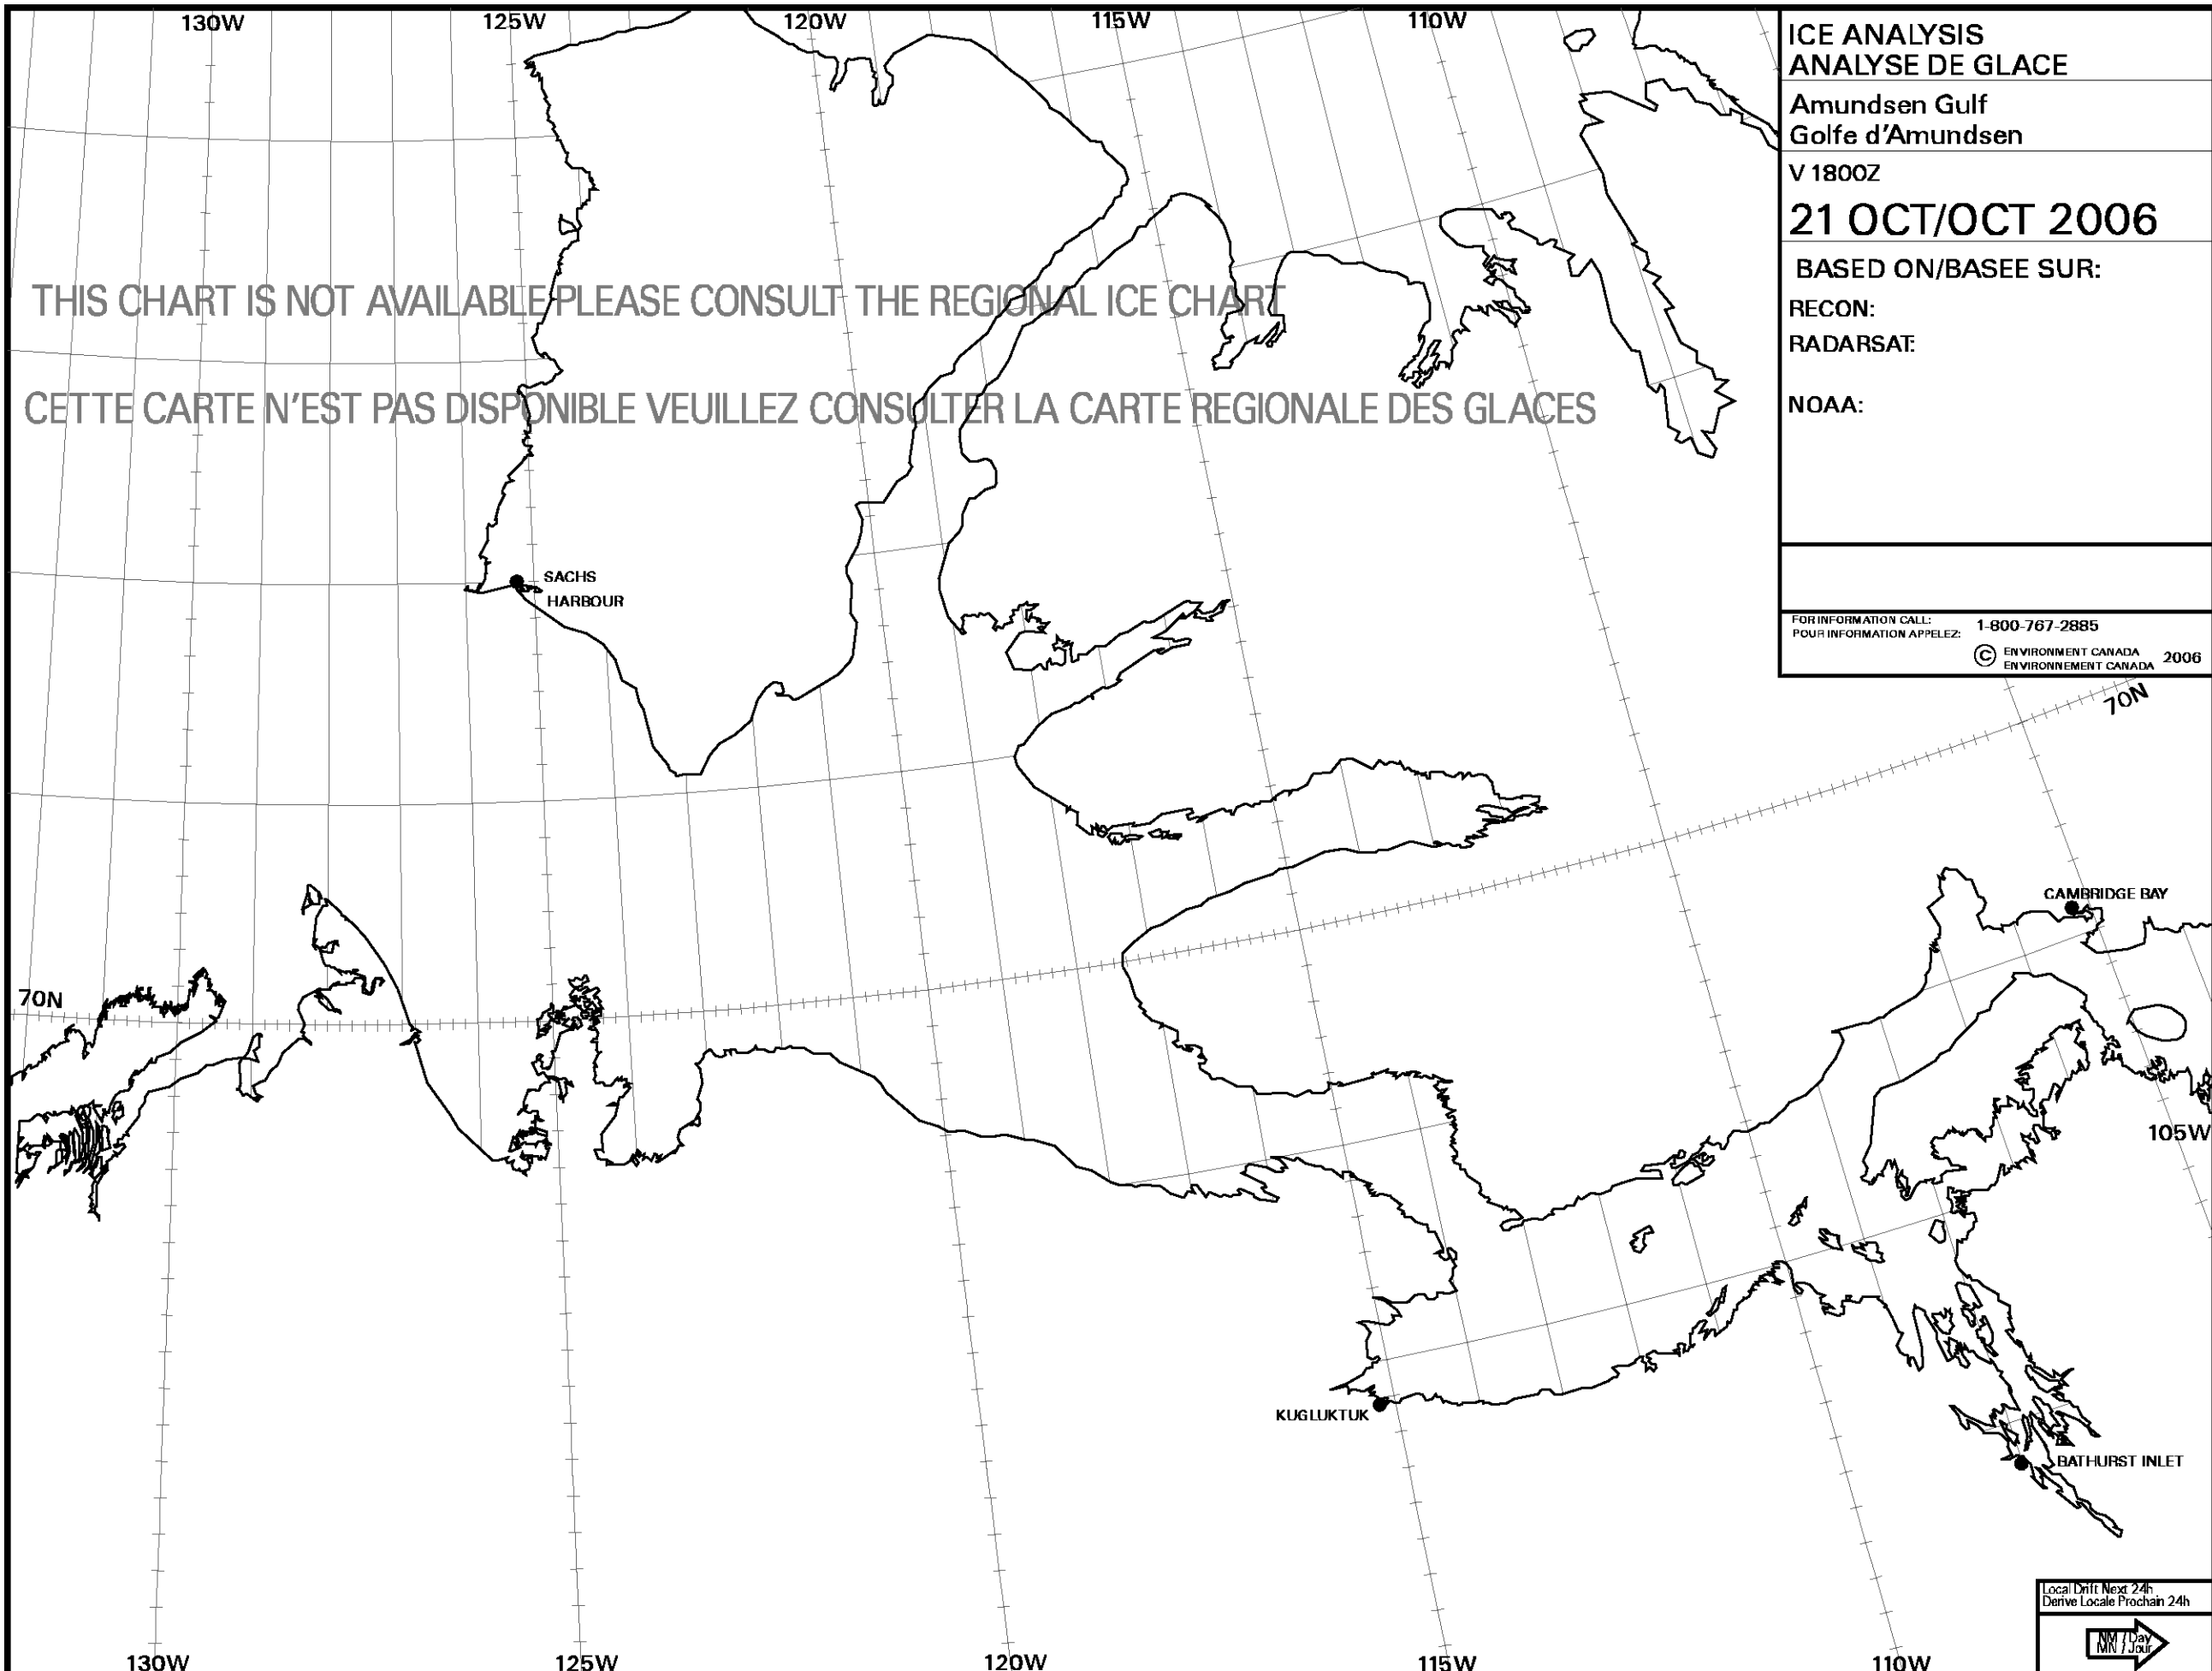 130W
125W
120W
115W
110W
ICE ANALYSIS
ANALYSE DE GLACE
Amundsen Gulf
Golfe d'Amundsen
V 1800Z
21 OCT/OCT 2006
BASED ON/BASEE SUR:
RECON:
RADARSAT:
NOAA:
THIS CHART IS NOT AVAILABLE PLEASE CONSULT THE REGIONAL ICE CHART
CETTE CARTE N'EST PAS DISPONIBLE VEUILLEZ CONSULTER LA CARTE REGIONALE DES GLACES
SACHS
HARBOUR
FOR INFORMATION CALL:
POUR INFORMATION APPELEZ:
1-800-767-2885
© ENVIRONMENT CANADA
ENVIRONNEMENT CANADA
2006
70N
CAMBRIDGE BAY
70N
105W
KUGLUKTUK
BATHURST INLET
Local Drift Next 24h
Derive Locale Prochain 24h
NM / Day
MN / Jour
130W
125W
120W
115W
110W